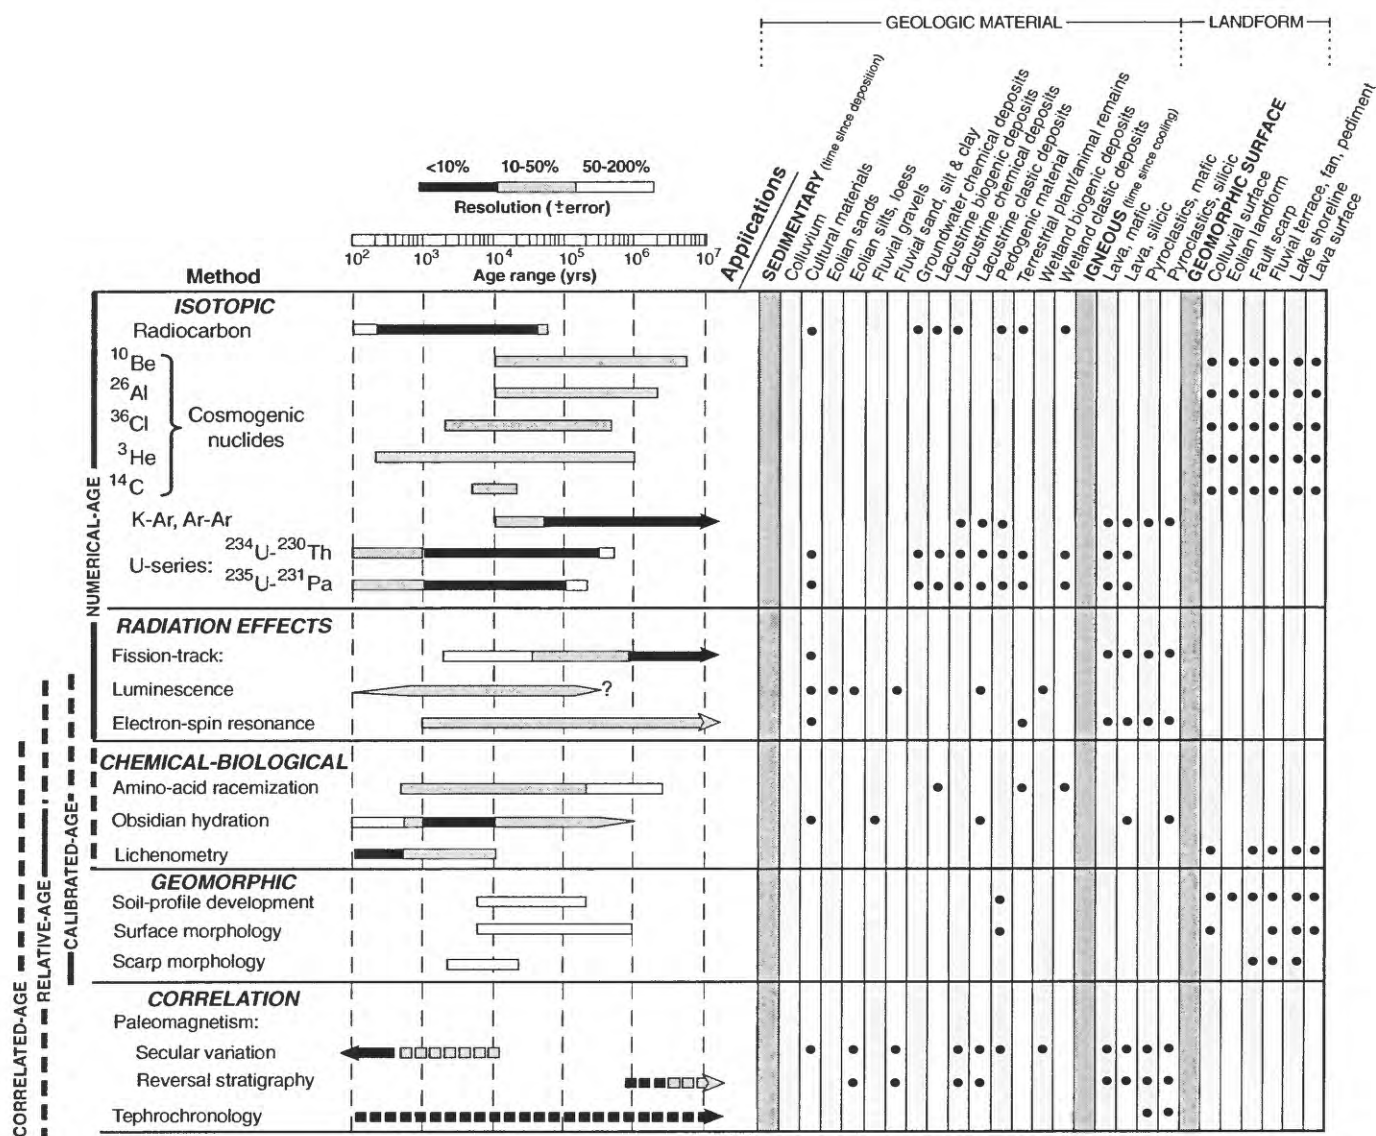 GEOLOGIC MATERIAL
LANDFORM
Applications
SEDIMENTARY (time since deposition)
Colluvium
Cultural materials
Eolian sands
Eolian silts, loess
Fluvial gravels
Fluvial sand, silt & clay
Groundwater chemical deposits
Lacustrine biogenic deposits
Lacustrine chemical deposits
Lacustrine clastic deposits
Pedogenic material
Terrestrial plant/animal remains
Wetland biogenic deposits
Wetland clastic deposits
IGNEOUS (time since cooling)
Lava, mafic
Lava, silicic
Pyroclastics, mafic
Pyroclastics, silicic
GEOMORPHIC SURFACE
Colluvial surface
Eolian landform
Fault scarp
Fluvial terrace, fan, pediment
Lake shoreline
Lava surface
<10% 10-50% 50-200%
Resolution (±error)
10² 10³ 10⁴ 10⁵ 10⁶ 10⁷
Method
Age range (yrs)
ISOTOPIC
Radiocarbon
¹⁰Be
²⁶Al
³⁶Cl
³He
¹⁴C
Cosmogenic
nuclides
K-Ar, Ar-Ar
U-series:
²³⁴U-²³⁰Th
²³⁵U-²³¹Pa
RADIATION EFFECTS
Fission-track:
Luminescence
?
Electron-spin resonance
CHEMICAL-BIOLOGICAL
Amino-acid racemization
Obsidian hydration
Lichenometry
GEOMORPHIC
Soil-profile development
Surface morphology
Scarp morphology
CORRELATION
Paleomagnetism:
Secular variation
Reversal stratigraphy
Tephrochronology
NUMERICAL-AGE
CALIBRATED-AGE
RELATIVE-AGE
CORRELATED-AGE